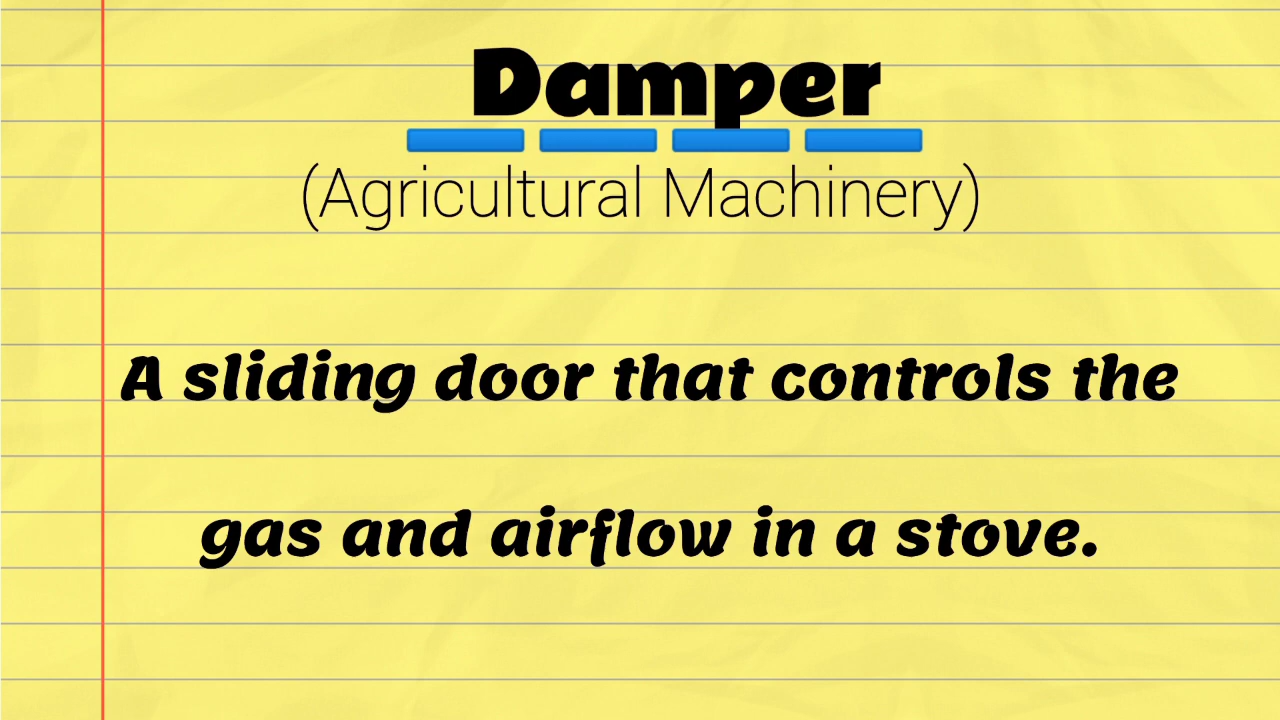 Damper
(Agricultural Machinery)
A sliding door that controls the
gas and airflow in a stove.